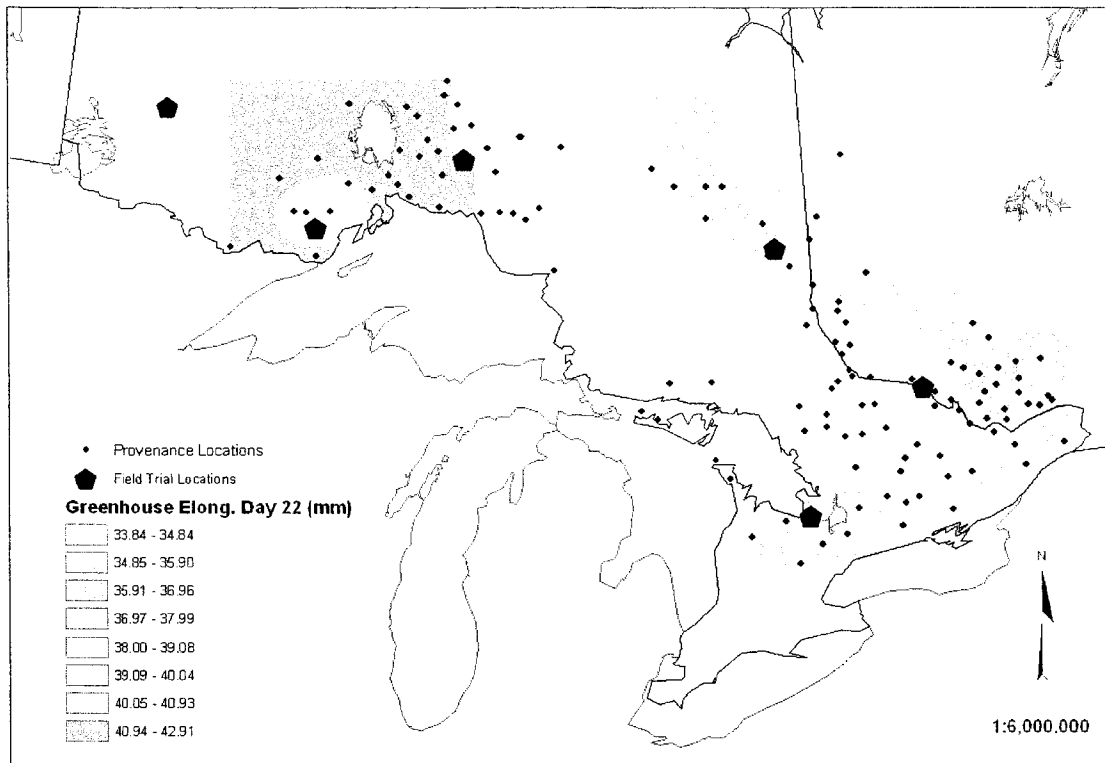 Provenance Locations
Field Trial Locations
Greenhouse Elong. Day 22 (mm)
33.84 - 34.84
34.85 - 35.90
35.91 - 36.96
36.97 - 37.99
38.00 - 39.08
39.09 - 40.04
40.05 - 40.93
40.94 - 42.91
N
1:6,000.000